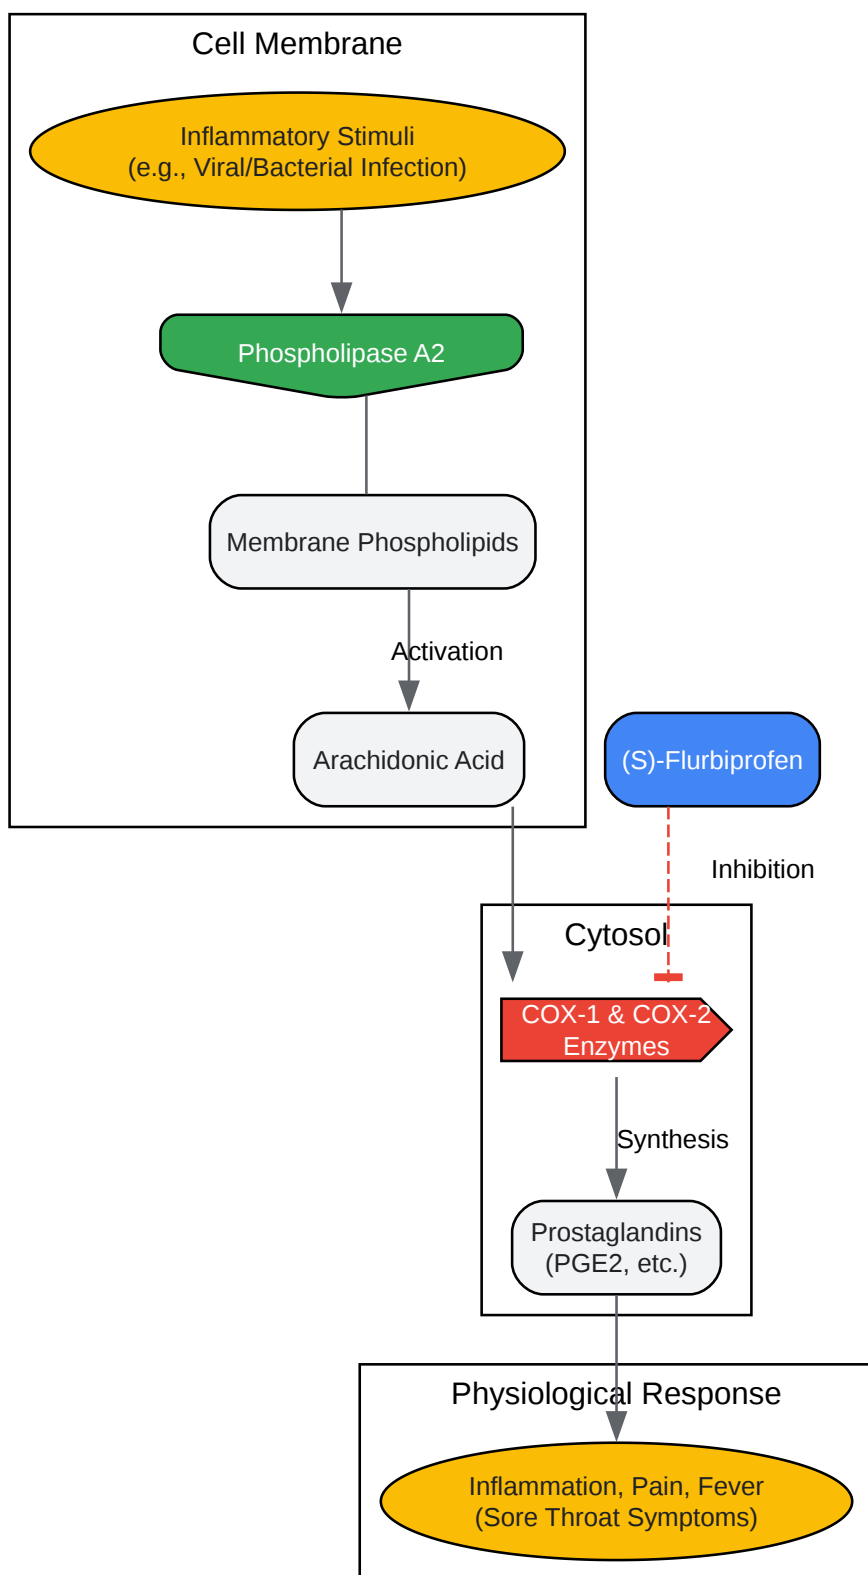 Cell Membrane
Inflammatory Stimuli
(e.g., Viral/Bacterial Infection)
Phospholipase A2
Membrane Phospholipids
Activation
Arachidonic Acid
(S)-Flurbiprofen
Inhibition
Cytosol
COX-1 & COX-2
Enzymes
Synthesis
Prostaglandins
(PGE2, etc.)
Physiological Response
Inflammation, Pain, Fever
(Sore Throat Symptoms)